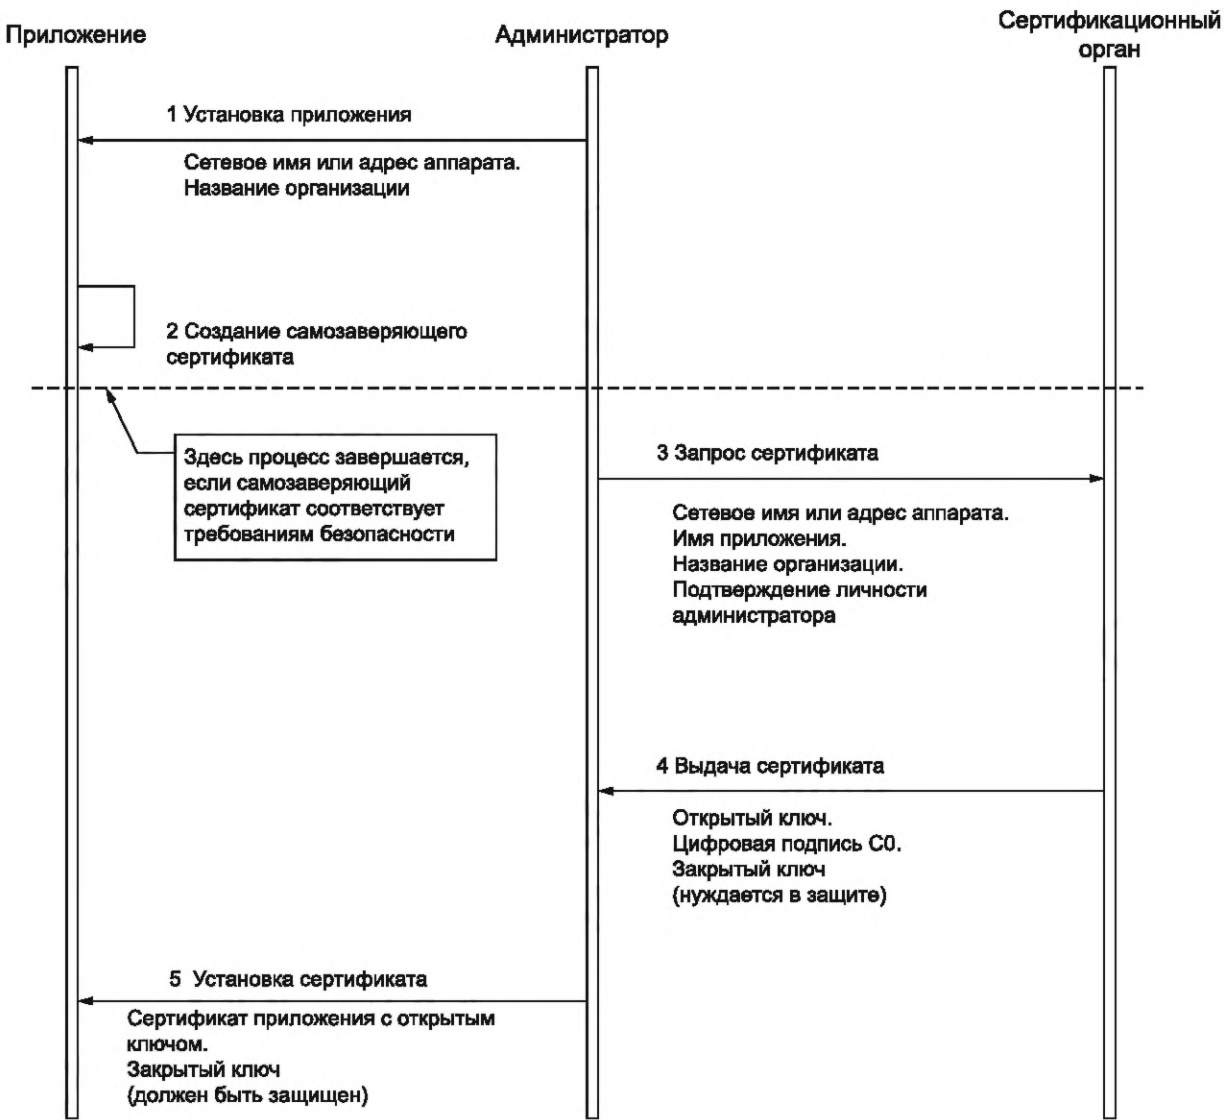 Приложение
Администратор
Сертификационный
орган
1 Установка приложения
Сетевое имя или адрес аппарата.
Название организации
2 Создание самозаверяющего
сертификата
Здесь процесс завершается,
если самозаверяющий
сертификат соответствует
требованиям безопасности
3 Запрос сертификата
Сетевое имя или адрес аппарата.
Имя приложения.
Название организации.
Подтверждение личности
администратора
4 Выдача сертификата
Открытый ключ.
Цифровая подпись С0.
Закрытый ключ
(нуждается в защите)
5 Установка сертификата
Сертификат приложения с открытым
ключом.
Закрытый ключ
(должен быть защищен)